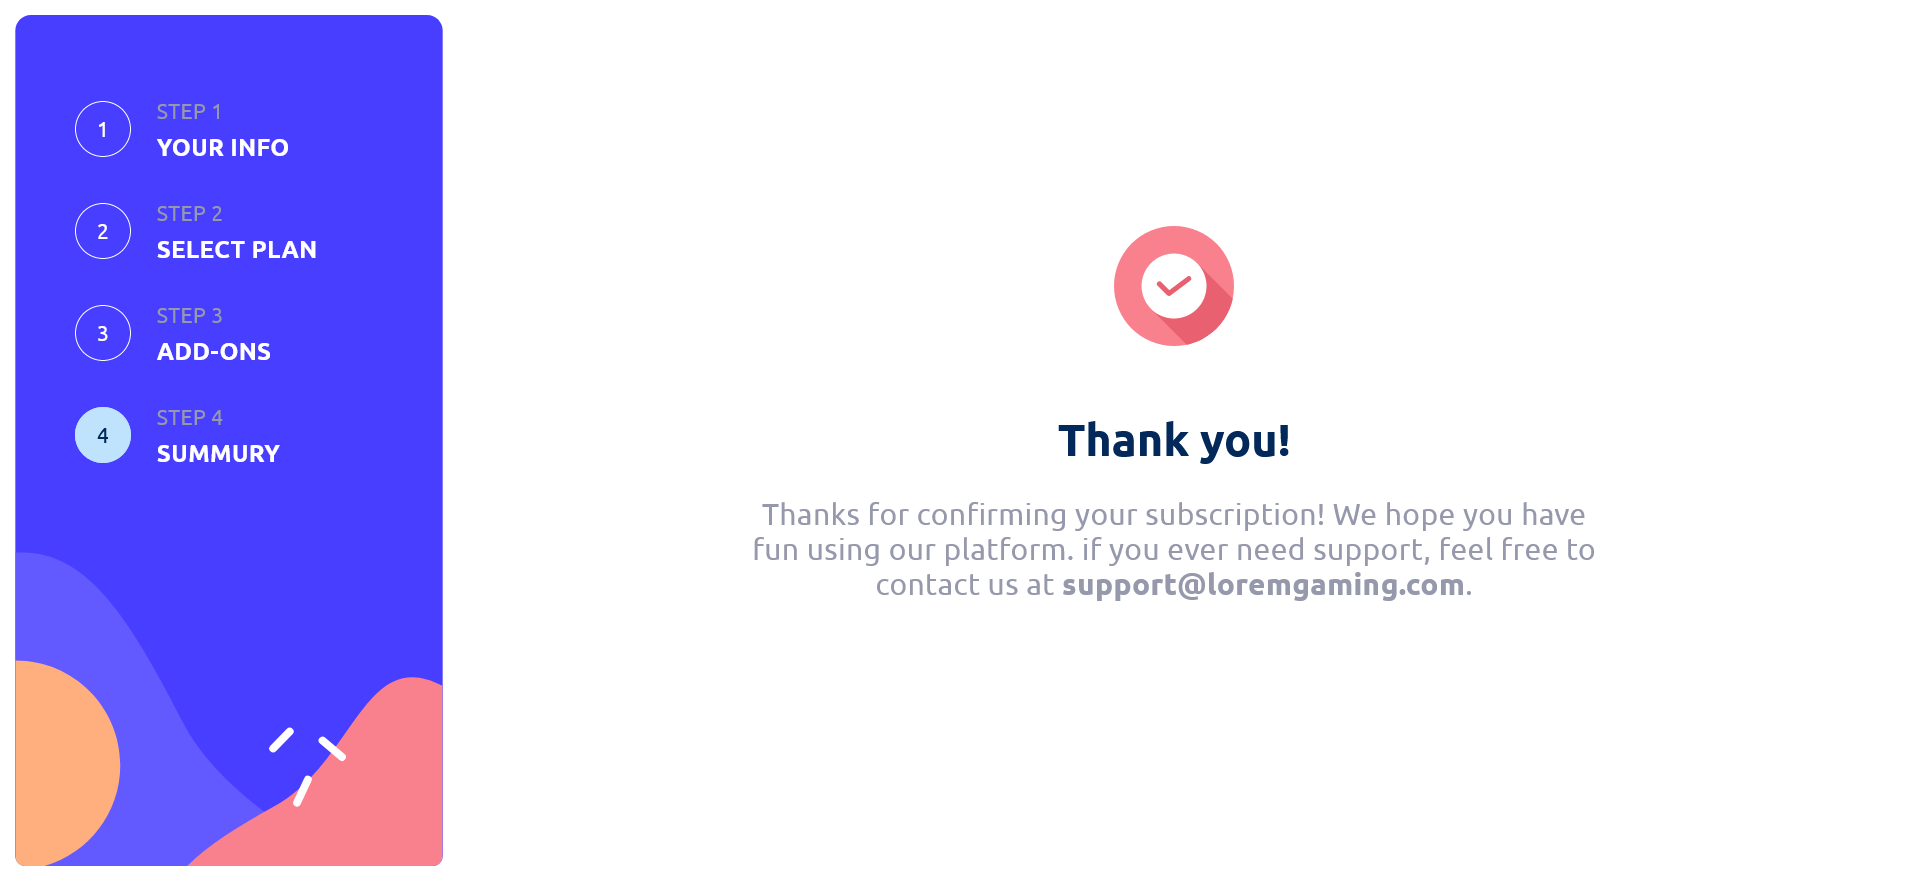 1
STEP 1
YOUR INFO
2
STEP 2
SELECT PLAN
3
STEP 3
ADD-ONS
4
STEP 4
SUMMURY
Thank you!
Thanks for confirming your subscription! We hope you have
fun using our platform. if you ever need support, feel free to
contact us at support@loremgaming.com.